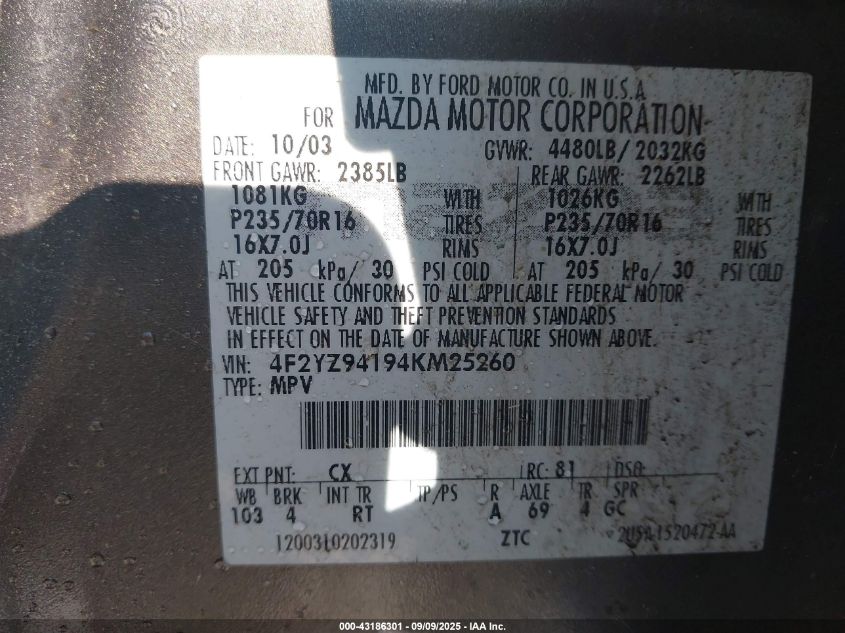 MFD. BY FORD MOTOR CO. IN U.S.A.
FOR MAZDA MOTOR CORPORATION
DATE: 10/03 GVWR: 4480LB/ 2032KG
FRONT GAWR: 2385LB REAR GAWR: 2262LB
1081KG WITH 1026KG WITH
P235/70R16 TIRES P235/70R16 TIRES
16X7.0J RIMS 16X7.0J RIMS
AT 205 kPa/ 30 PSI COLD AT 205 kPa/ 30 PSI COLD
THIS VEHICLE CONFORMS TO ALL APPLICABLE FEDERAL MOTOR
VEHICLE SAFETY AND THEFT PREVENTION STANDARDS
IN EFFECT ON THE DATE OF MANUFACTURE SHOWN ABOVE.
VIN: 4F2YZ94194KM25260
TYPE: MPV
EXT PNT: CX RC: 81 DSO:
WB BRK INT TR TP/PS R AXLE TR SPR
103 4 RT A 69 4 GC
1200310202319 ZTC
000-43186301 - 09/09/2025 - IAA Inc.